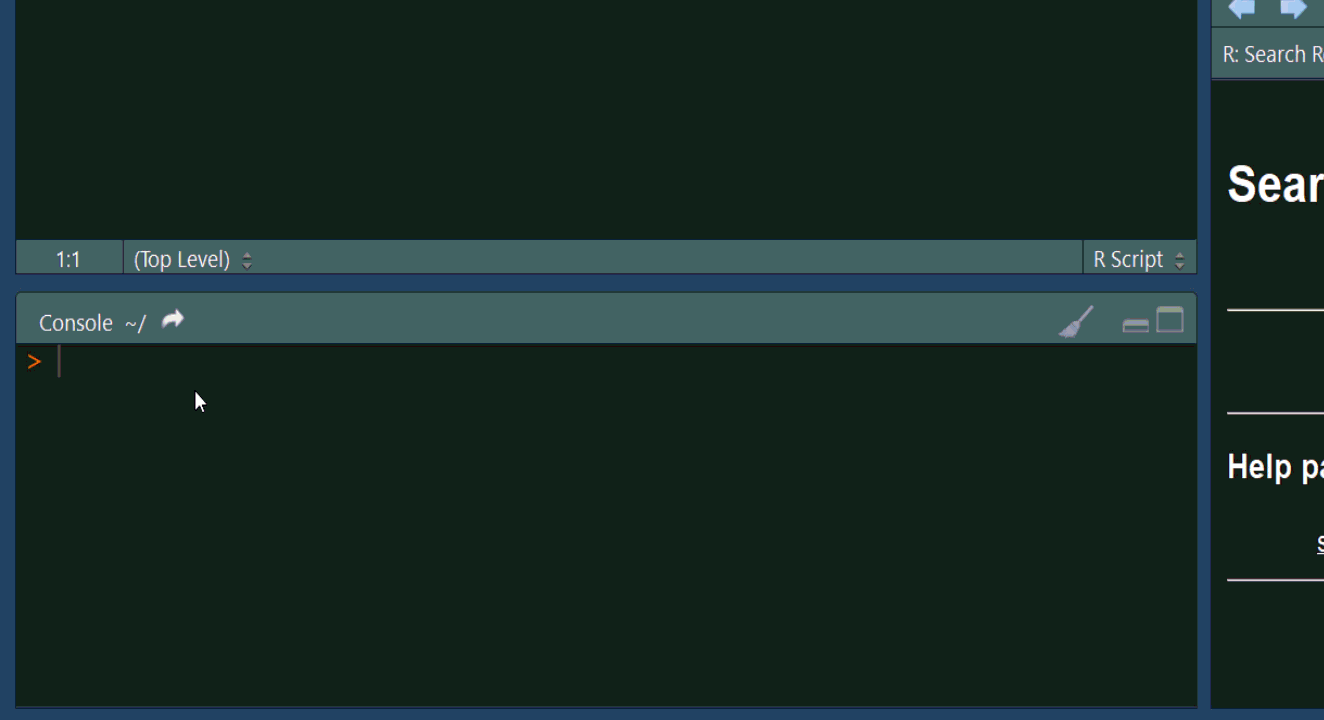 1:1 (Top Level) R Script
Console ~/
>
R: Search R
Sear
Help pa
s